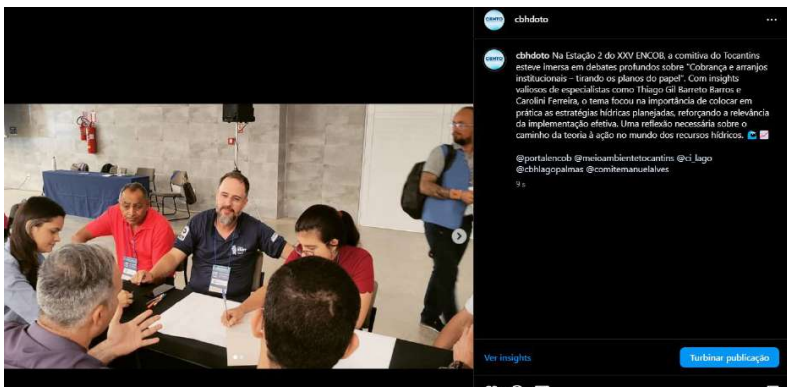 cbhdoto
cbhdoto Na Estação 2 do XXV ENCOB, a comitiva do Tocantins
esteve imersa em debates profundos sobre "Cobrança e arranjos
institucionais – tirando os planos do papel". Com insights
valiosos de especialistas como Thiago Gil Barreto Barros e
Carolini Ferreira, o tema focou na importância de colocar em
prática as estratégias hídricas planejadas, reforçando a relevância
da implementação efetiva. Uma reflexão necessária sobre o
caminho da teoria à ação no mundo dos recursos hídricos. 🌊 📈
@portalencob @meioambientetocantins @ci_lago
@cbhlagopalmas @comitemanuelalves
9 s
Ver insights
Turbinar publicação